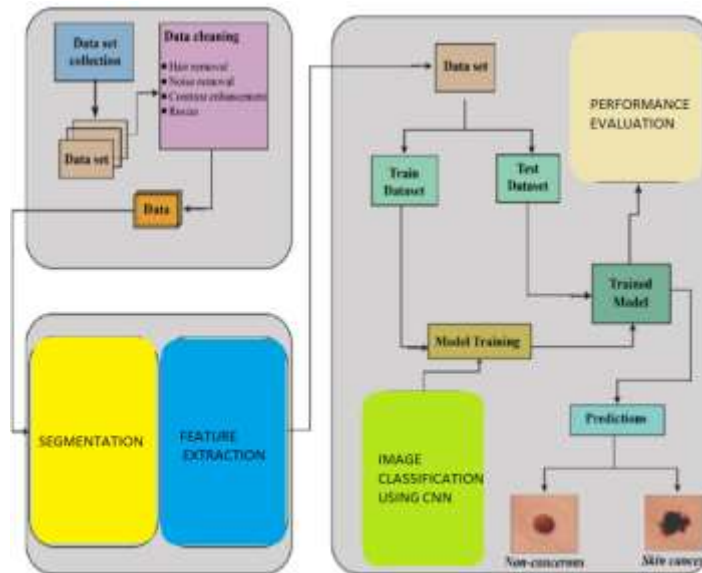 Data set
collection
Data set
Data cleaning
■ Hair removal
■ Noise removal
■ Contrast enhancement
Data
SEGMENTATION
FEATURE
EXTRACTION
Data set
Train
Dataset
Test
Dataset
PERFORMANCE
EVALUATION
Trained
Model
Model Training
IMAGE
CLASSIFICATION
USING CNN
Predictions
Non-cancerous
Skin cancer